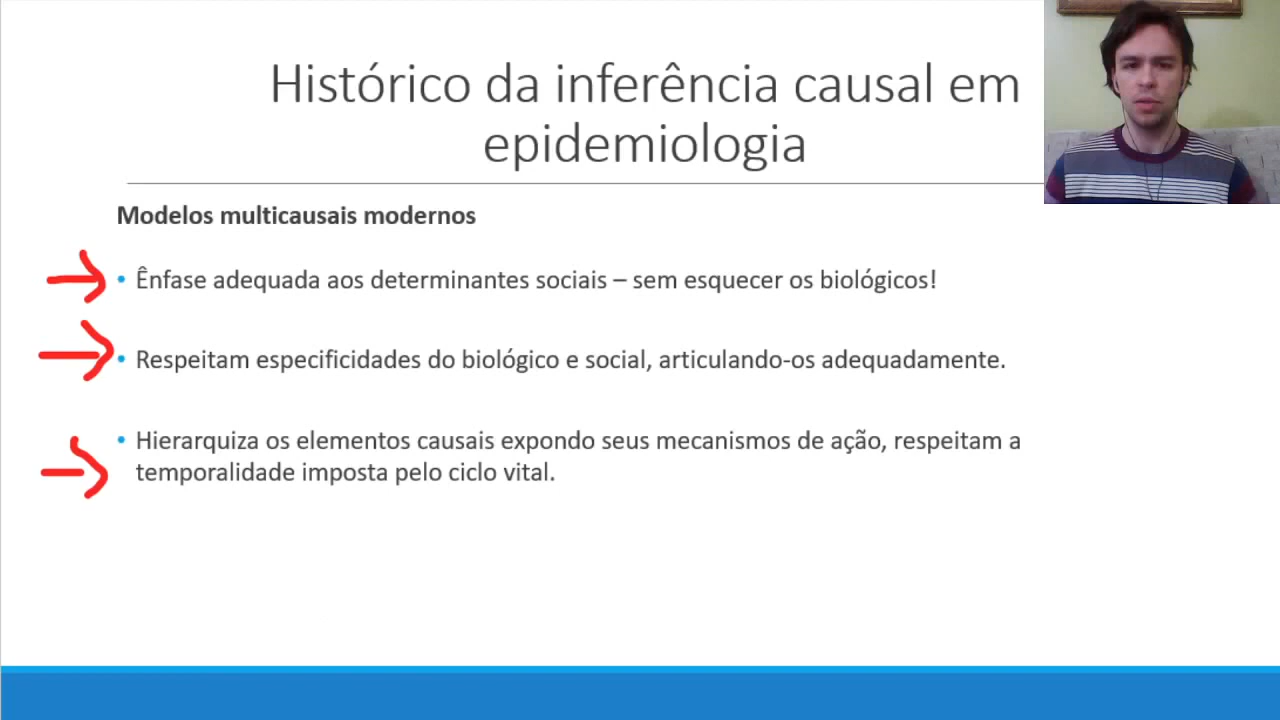 Histórico da inferência causal em
epidemiologia
Modelos multicausais modernos
• Ênfase adequada aos determinantes sociais – sem esquecer os biológicos!
• Respeitam especificidades do biológico e social, articulando-os adequadamente.
• Hierarquiza os elementos causais expondo seus mecanismos de ação, respeitam a
temporalidade imposta pelo ciclo vital.